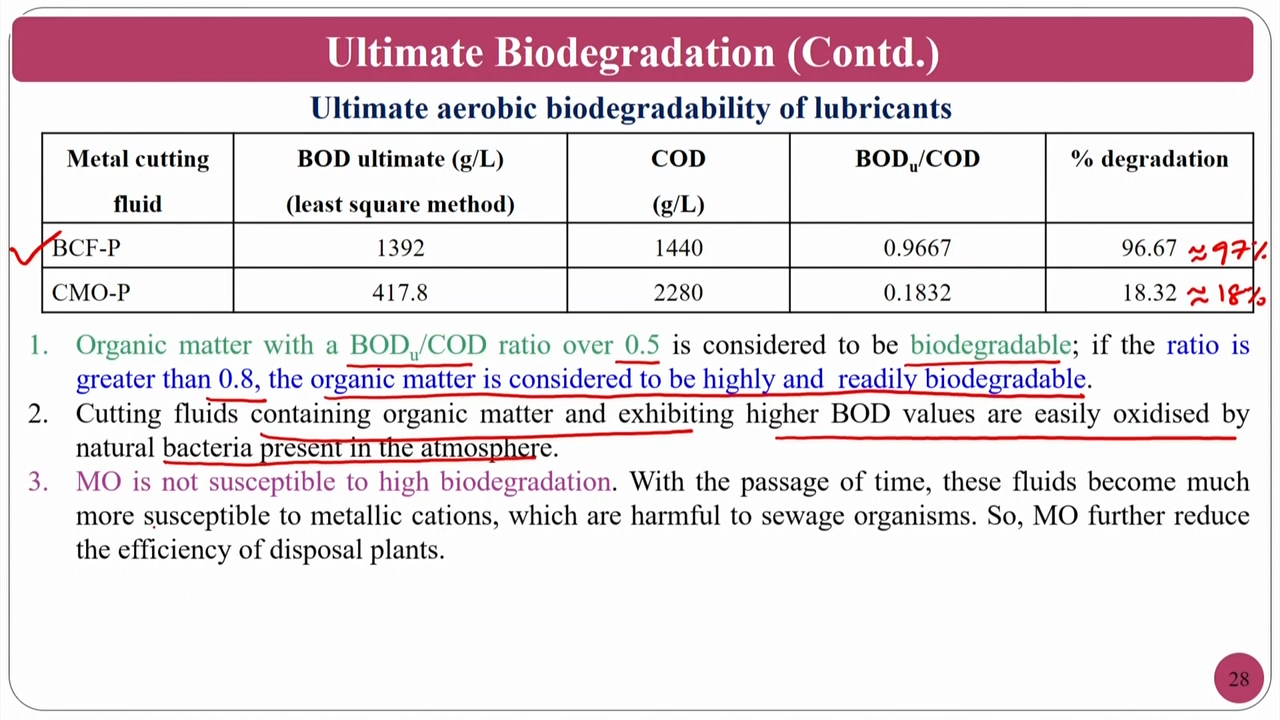 Ultimate Biodegradation (Contd.)
Ultimate aerobic biodegradability of lubricants
Metal cutting fluid | BOD ultimate (g/L) (least square method) | COD (g/L) | BODu/COD | % degradation
BCF-P | 1392 | 1440 | 0.9667 | 96.67 ≈97%
CMO-P | 417.8 | 2280 | 0.1832 | 18.32 ≈18%
1. Organic matter with a BODu/COD ratio over 0.5 is considered to be biodegradable; if the ratio is
greater than 0.8, the organic matter is considered to be highly and readily biodegradable.
2. Cutting fluids containing organic matter and exhibiting higher BOD values are easily oxidised by
natural bacteria present in the atmosphere.
3. MO is not susceptible to high biodegradation. With the passage of time, these fluids become much
more susceptible to metallic cations, which are harmful to sewage organisms. So, MO further reduce
the efficiency of disposal plants.
28